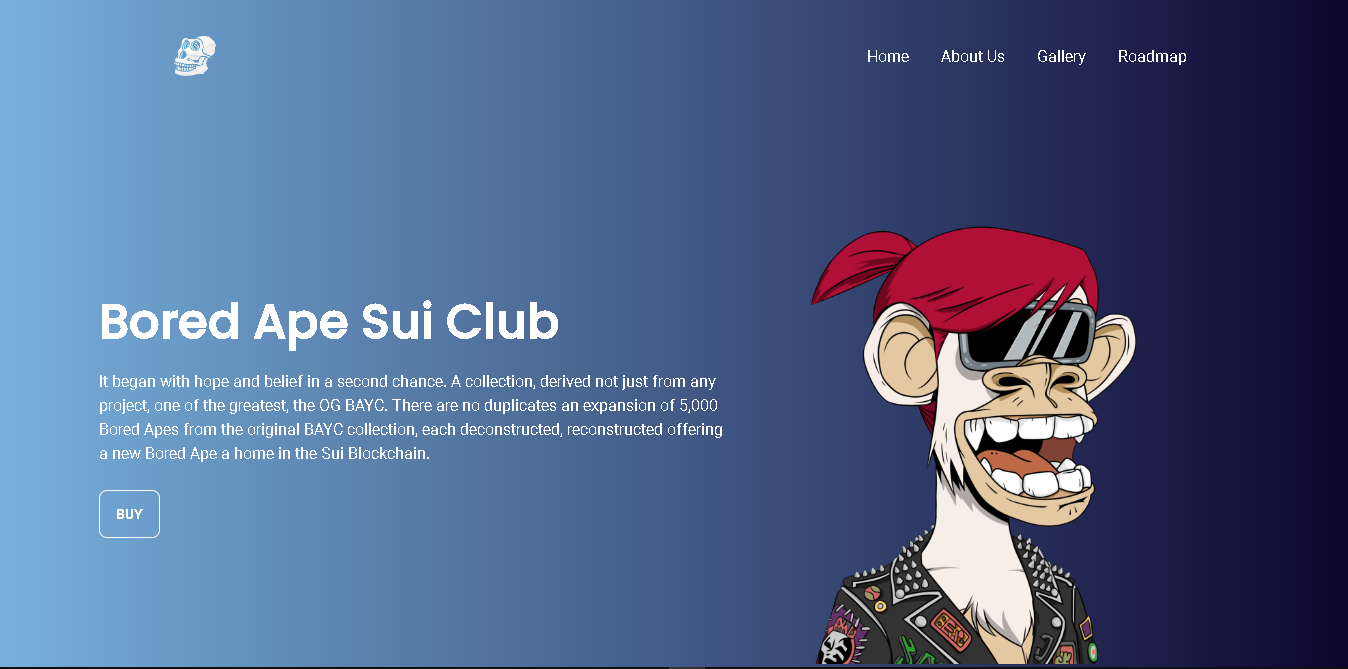 Home About Us Gallery Roadmap
Bored Ape Sui Club
It began with hope and belief in a second chance. A collection, derived not just from any
project, one of the greatest, the OG BAYC. There are no duplicates an expansion of 5,000
Bored Apes from the original BAYC collection, each deconstructed, reconstructed offering
a new Bored Ape a home in the Sui Blockchain.
BUY